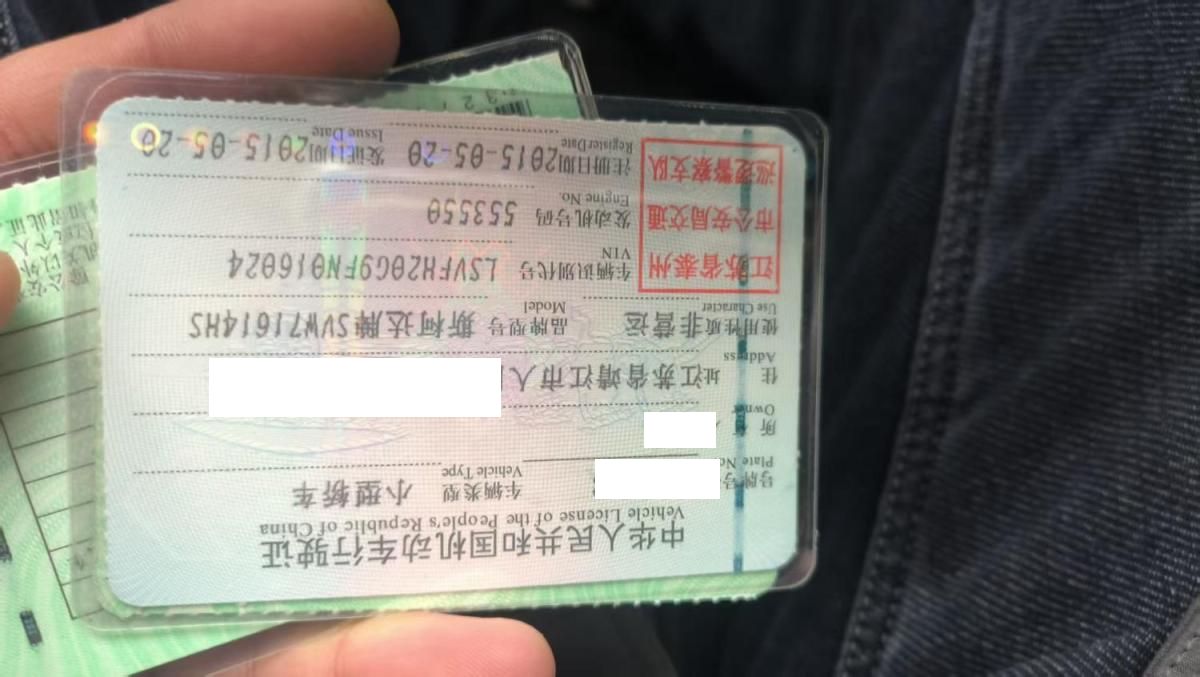 中华人民共和国机动车行驶证
Vehicle License of the People's Republic of China
号牌号
Plate No
车辆类型 小型轿车
Vehicle Type
所
Owner
住 址 江苏省靖江市人
Address
使用性质 非营运
Use Character
品牌型号 斯柯达牌SVW71614HS
Model
江苏省泰州
市公安局交通
巡逻警察支队
车辆识别代号 LSVFH20G9FN016024
VIN
发动机号码 553550
Engine No.
注册日期 2015-05-20
Register Date
发证日期 2015-05-20
Issue Date